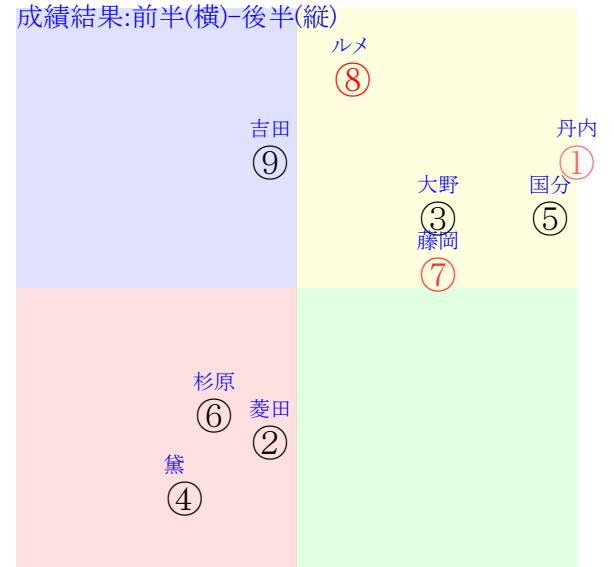 成績結果:前半(横)-後半(縦)
ルメ
⑧
吉田
⑨
丹内
①
大野
③
国分
⑤
藤岡
⑦
杉原
⑥
菱田
②
黛
④